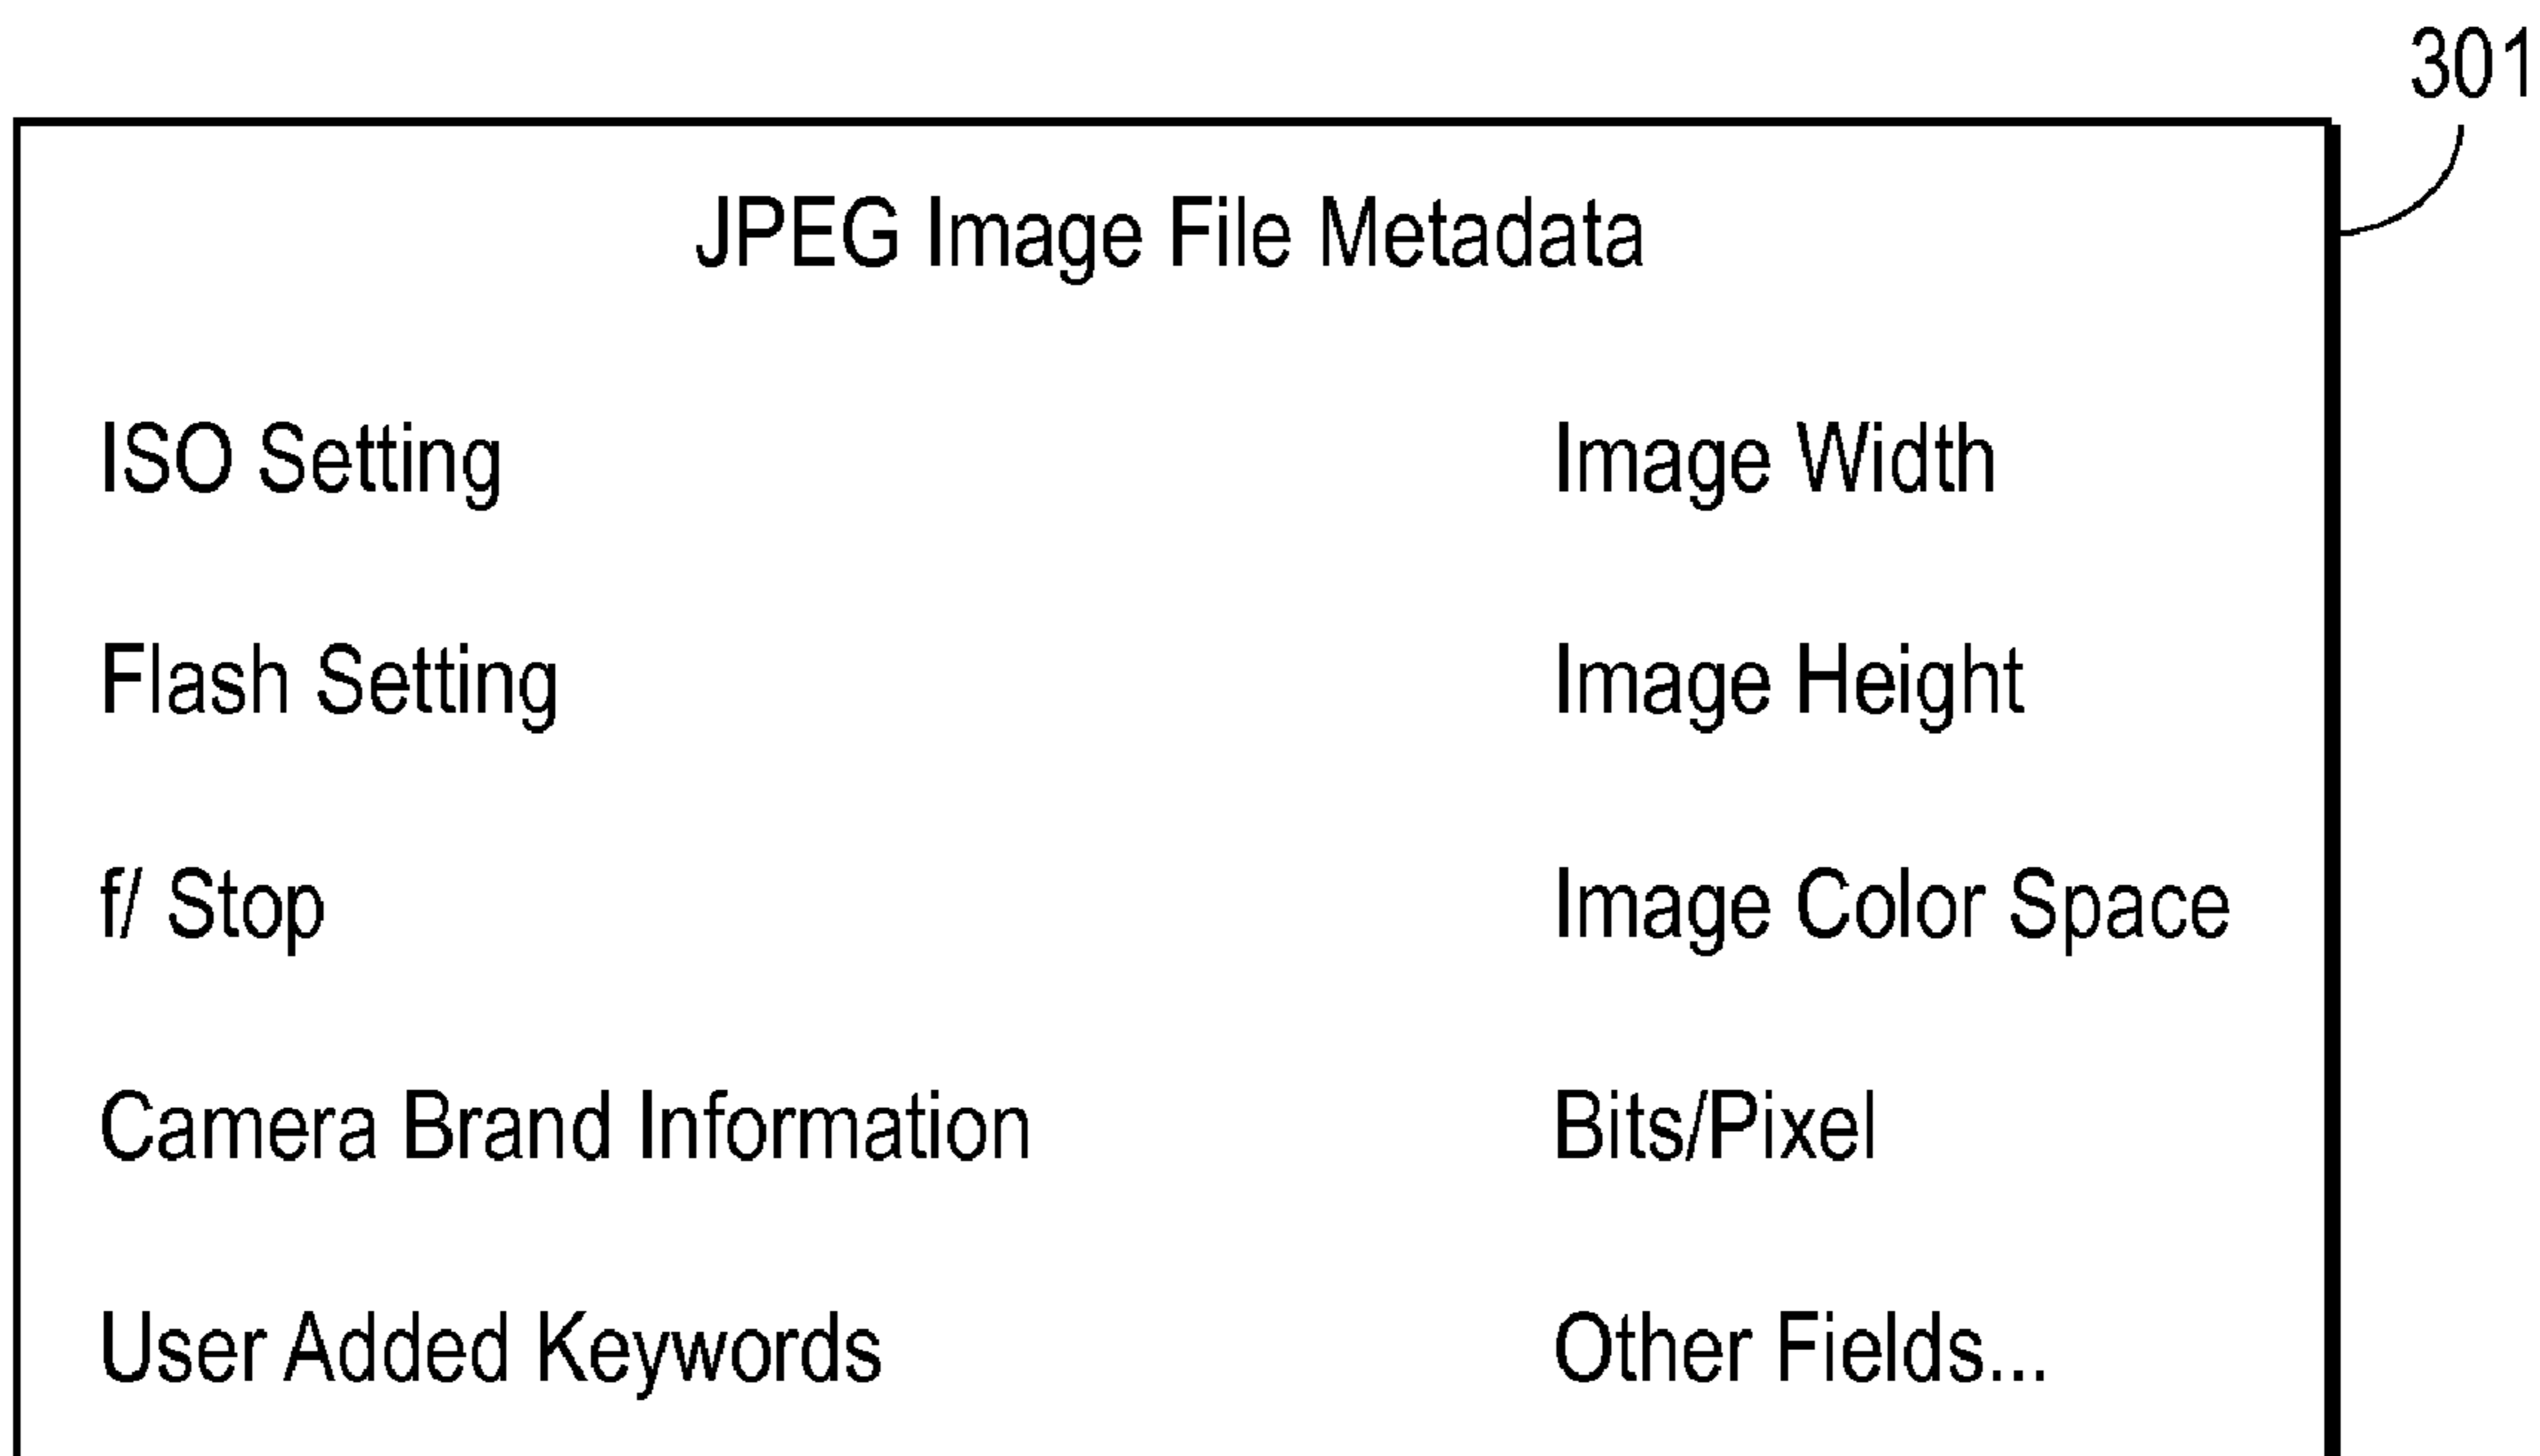 301
JPEG Image File Metadata
ISO Setting
Image Width
Flash Setting
Image Height
f/ Stop
Image Color Space
Camera Brand Information
Bits/Pixel
User Added Keywords
Other Fields...